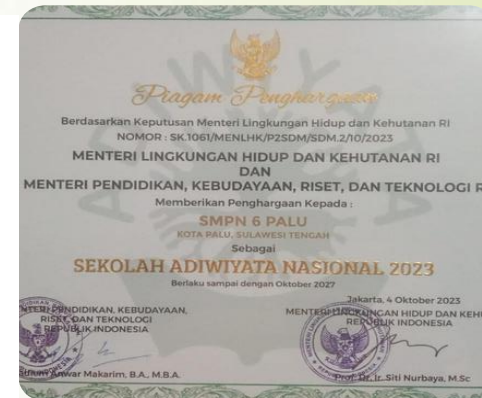 Piagam Penghargaan
Berdasarkan Keputusan Menteri Lingkungan Hidup dan Kehutanan RI
NOMOR : SK.1061/MENLHK/P2SDM/SDM.2/10/2023
MENTERI LINGKUNGAN HIDUP DAN KEHUTANAN RI
DAN
MENTERI PENDIDIKAN, KEBUDAYAAN, RISET, DAN TEKNOLOGI R
Memberikan Penghargaan Kepada :
SMPN 6 PALU
KOTA PALU, SULAWESI TENGAH
Sebagai
SEKOLAH ADIWIYATA NASIONAL 2023
Berlaku sampai dengan Oktober 2027
NTERI PENDIDIKAN, KEBUDAYAAN,
RISET, DAN TEKNOLOGI
REPUBLIK INDONESIA
Anwar Makarim, B.A., M.B.A.
Jakarta, 4 Oktober 2023
MENTERI LINGKUNGAN HIDUP DAN KEHU
REPUBLIK INDONESIA
Prof. Dr. Ir. Siti Nurbaya, M.Sc